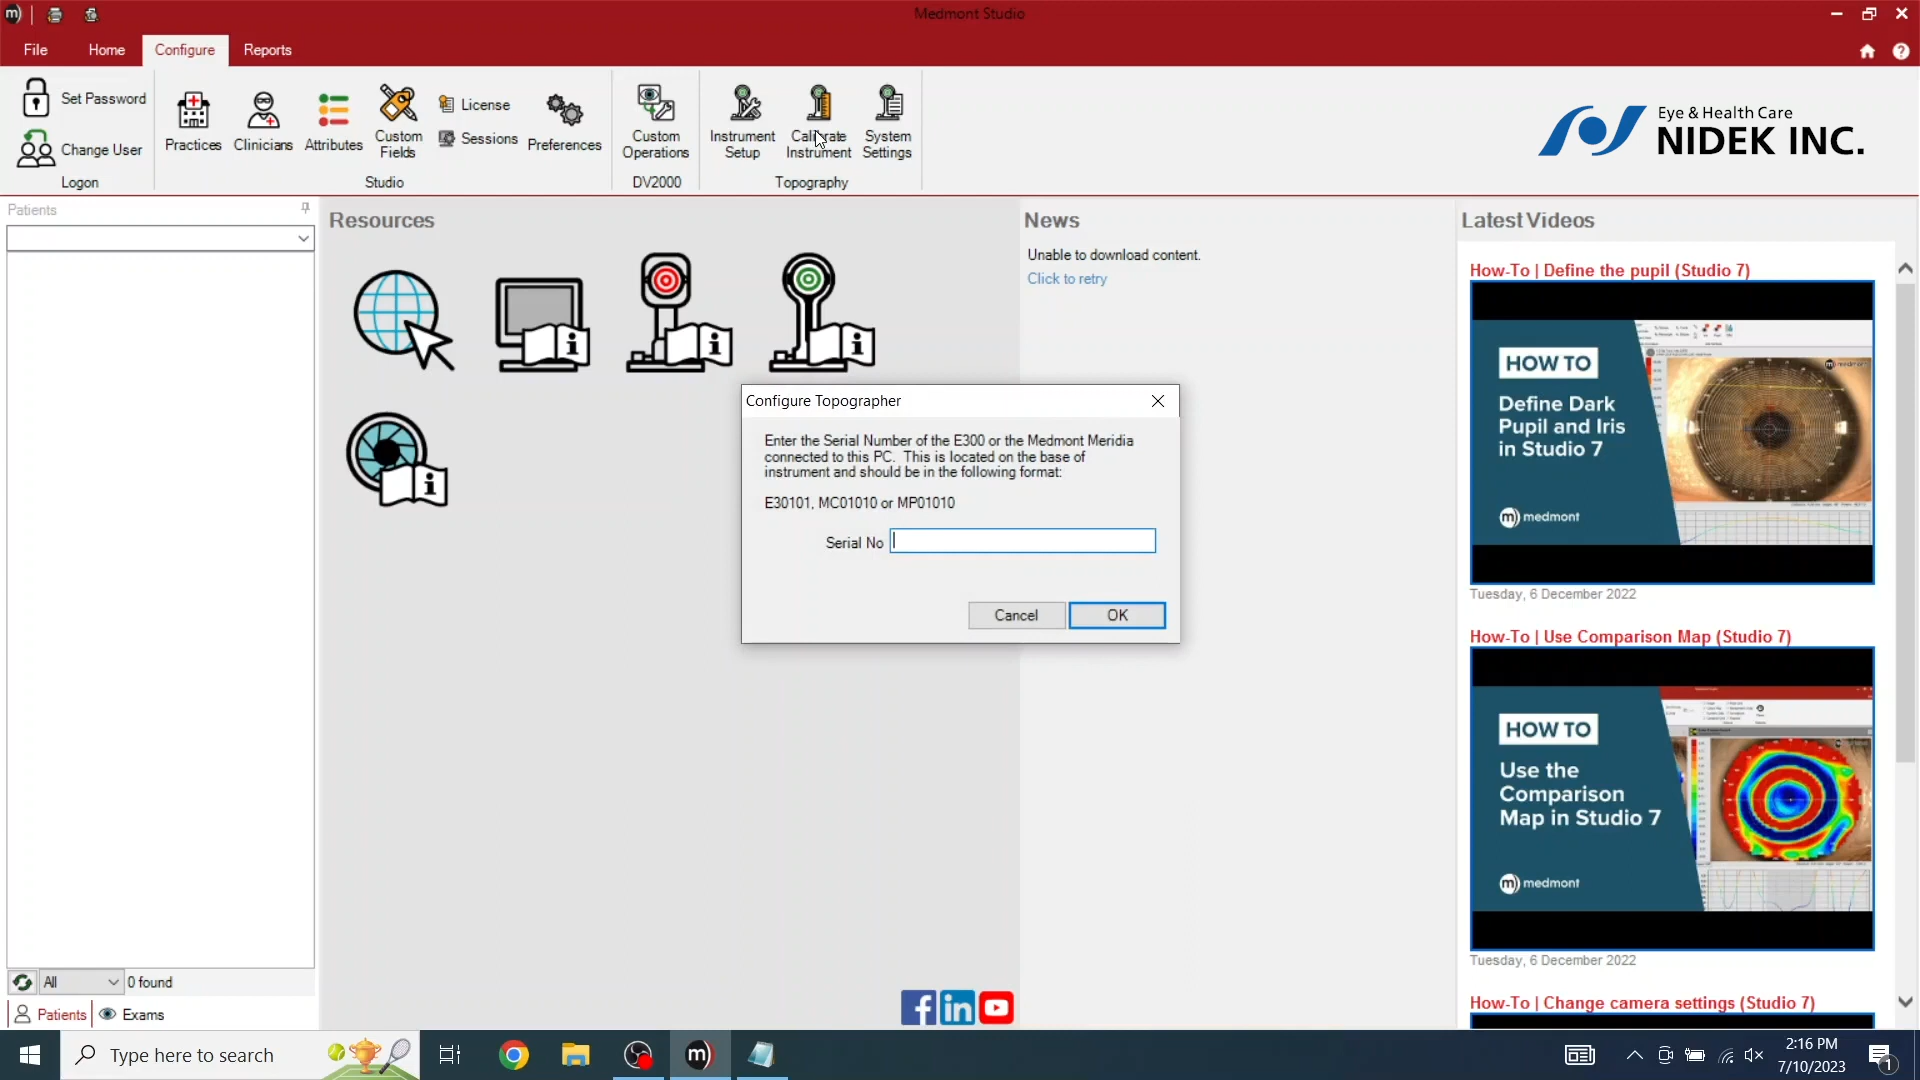 Medmont Studio
File
Home
Configure
Reports
Set Password
Change User
Logon
Practices
Clinicians
Attributes
Custom
Fields
License
Sessions
Preferences
Studio
Custom
Operations
DV2000
Instrument
Setup
Calibrate
Instrument
System
Settings
Topography
Eye & Health Care
NIDEK INC.
Patients
All
0 found
Patients
Exams
Resources
News
Unable to download content.
Click to retry
Configure Topographer
Enter the Serial Number of the E300 or the Medmont Meridia
connected to this PC. This is located on the base of
instrument and should be in the following format:
E30101, MC01010 or MP01010
Serial No
Cancel
OK
Latest Videos
How-To | Define the pupil (Studio 7)
HOW TO
Define Dark
Pupil and Iris
in Studio 7
m) medmont
Tuesday, 6 December 2022
How-To | Use Comparison Map (Studio 7)
HOW TO
Use the
Comparison
Map in Studio 7
m) medmont
Tuesday, 6 December 2022
How-To | Change camera settings (Studio 7)
Type here to search
2:16 PM
7/10/2023
1